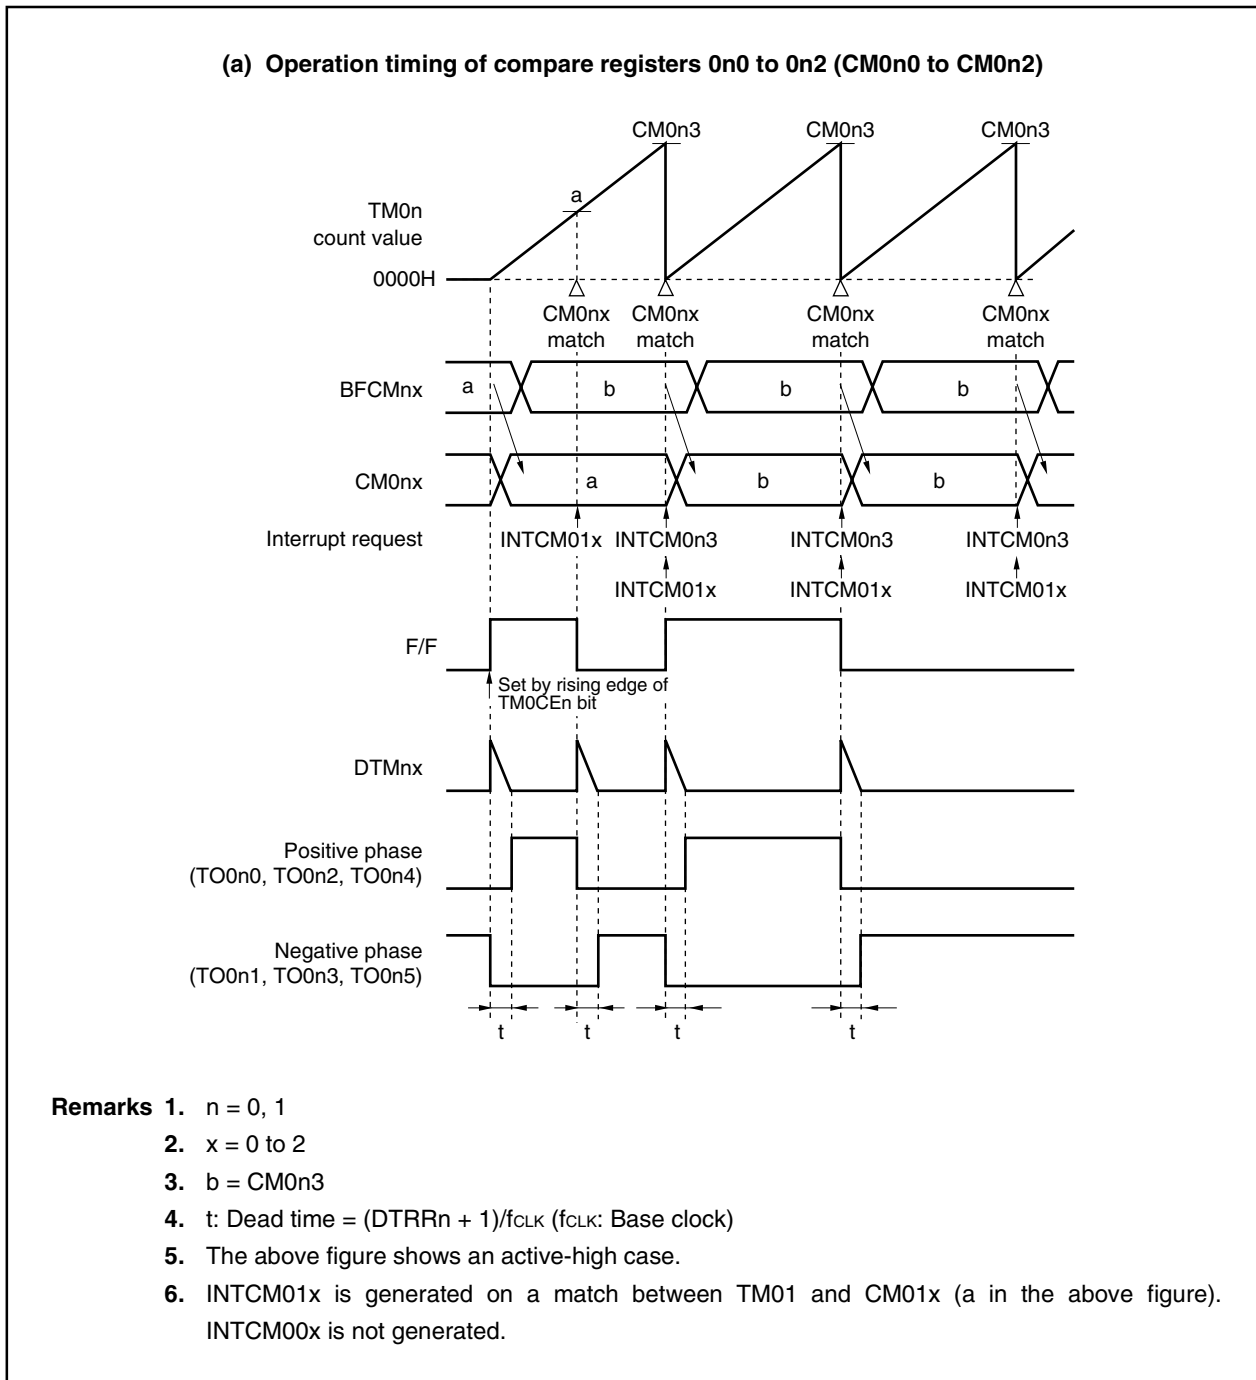 (a) Operation timing of compare registers 0n0 to 0n2 (CM0n0 to CM0n2)
CM0n3 CM0n3 CM0n3
a
TM0n
count value
0000H
CM0nx CM0nx CM0nx CM0nx
match match match match
BFCMnx a b b b
CM0nx a b b
Interrupt request INTCM01x INTCM0n3 INTCM0n3 INTCM0n3
INTCM01x INTCM01x INTCM01x
F/F
Set by rising edge of
TM0CEn bit
DTMnx
Positive phase
(TO0n0, TO0n2, TO0n4)
Negative phase
(TO0n1, TO0n3, TO0n5)
t t t t
Remarks 1. n = 0, 1
2. x = 0 to 2
3. b = CM0n3
4. t: Dead time = (DTRRn + 1)/fCLK (fCLK: Base clock)
5. The above figure shows an active-high case.
6. INTCM01x is generated on a match between TM01 and CM01x (a in the above figure).
INTCM00x is not generated.